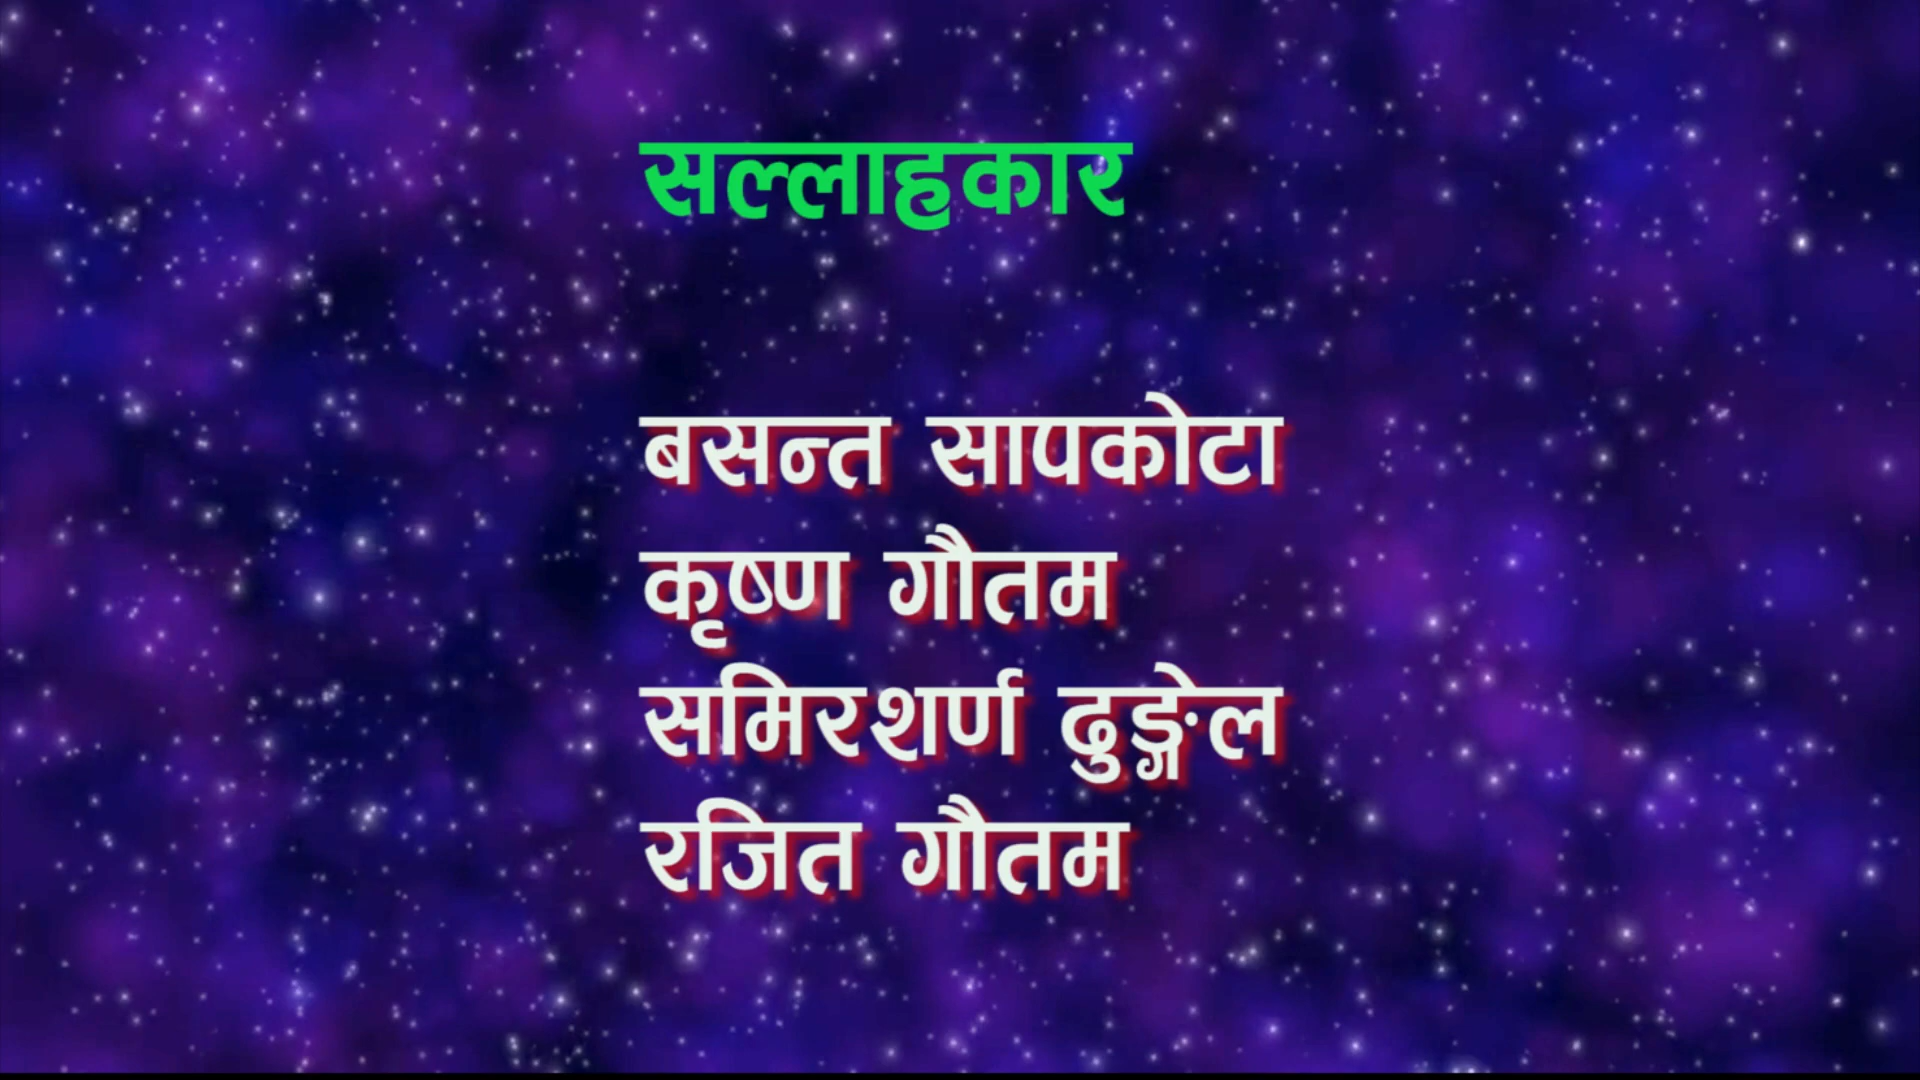 सल्लाहकार
बसन्त सापकोटा
कृष्ण गौतम
समिरशर्ण ढुङ्गेल
रजित गौतम